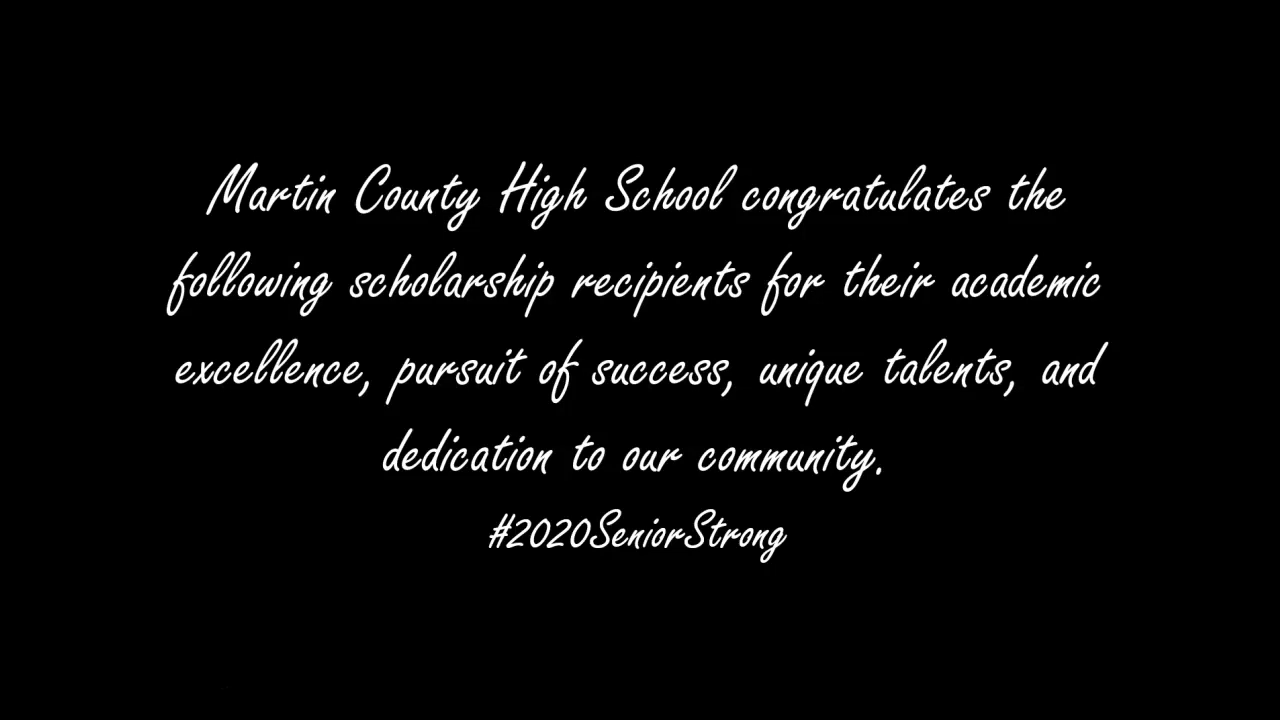 Martin County High School congratulates the
following scholarship recipients for their academic
excellence, pursuit of success, unique talents, and
dedication to our community.
#2020SeniorStrong